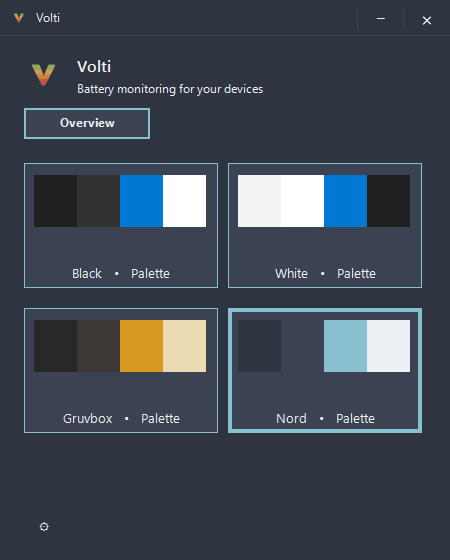 Volti
Volti
Battery monitoring for your devices
Overview
Black • Palette
White • Palette
Gruvbox • Palette
Nord • Palette